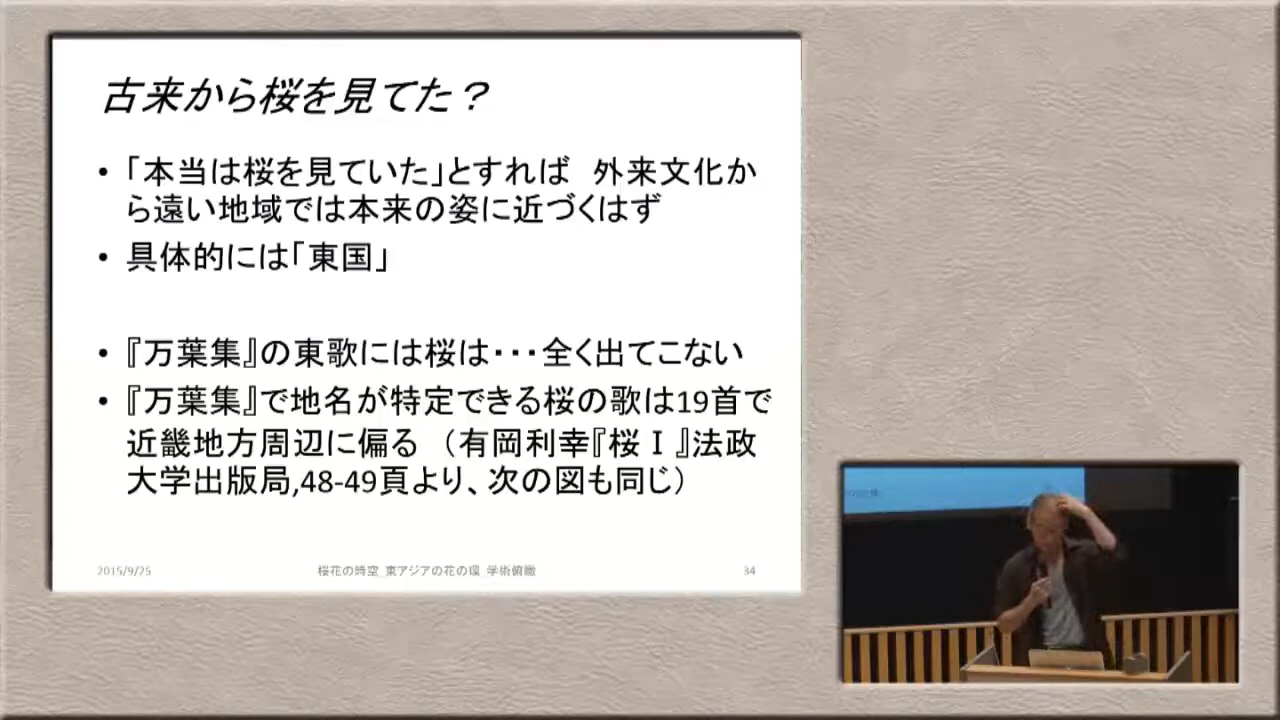 古来から桜を見てた？
• 「本当は桜を見ていた」とすれば　外来文化か
ら遠い地域では本来の姿に近づくはず
• 具体的には「東国」
• 『万葉集』の東歌には桜は・・・全く出てこない
• 『万葉集』で地名が特定できる桜の歌は19首で
近畿地方周辺に偏る　（有岡利幸『桜Ⅰ』法政
大学出版局,48-49頁より、次の図も同じ）
2015/9/25 桜花の時空_東アジアの花の環_学術俯瞰 34